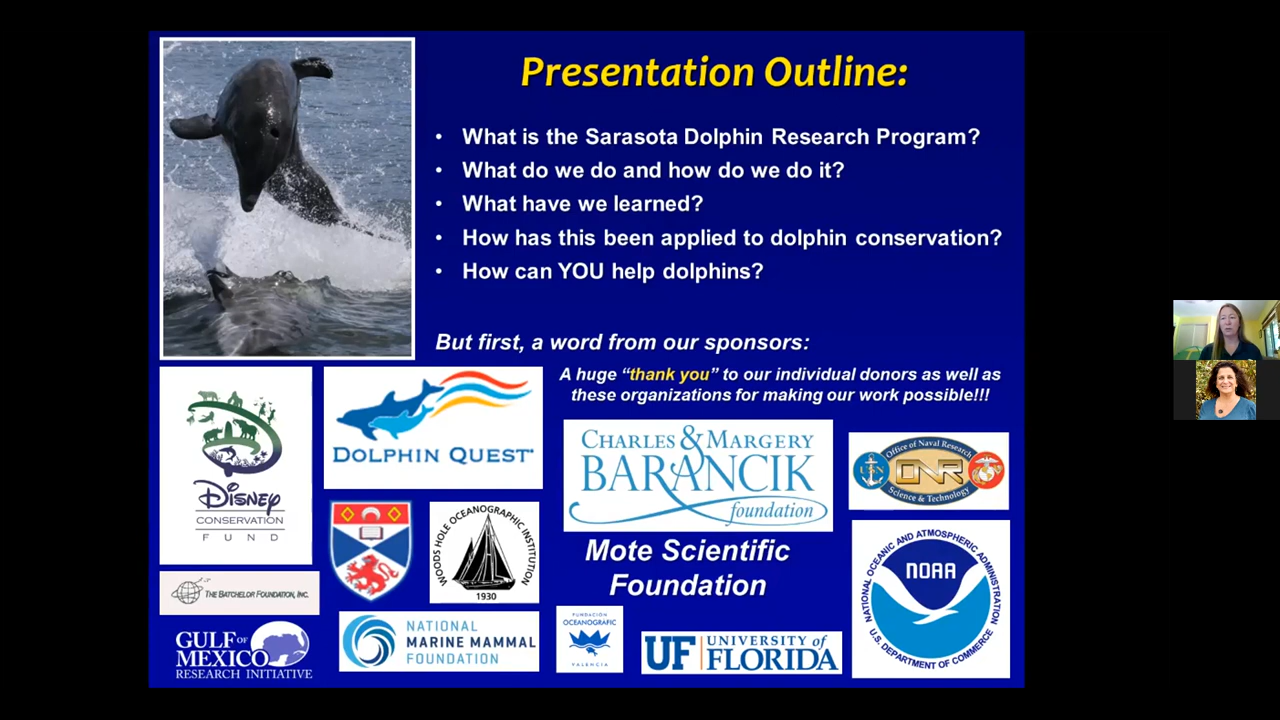 Presentation Outline:
• What is the Sarasota Dolphin Research Program?
• What do we do and how do we do it?
• What have we learned?
• How has this been applied to dolphin conservation?
• How can YOU help dolphins?
But first, a word from our sponsors:
A huge “thank you” to our individual donors as well as
these organizations for making our work possible!!!
Disney
CONSERVATION
FUND
DOLPHIN QUEST
CHARLES & MARGERY
BARANCIK
foundation
Office of Naval Research
USN
ONR
Science & Technology
WOODS HOLE OCEANOGRAPHIC INSTITUTION
1930
Mote Scientific
Foundation
NATIONAL OCEANIC AND ATMOSPHERIC ADMINISTRATION
NOAA
U.S. DEPARTMENT OF COMMERCE
THE BATCHELOR FOUNDATION, INC.
GULF OF
MEXICO
RESEARCH INITIATIVE
NATIONAL
MARINE MAMMAL
FOUNDATION
FUNDACIÓN
OCEANOGRAFIC
VALENCIA
UF UNIVERSITY of
FLORIDA